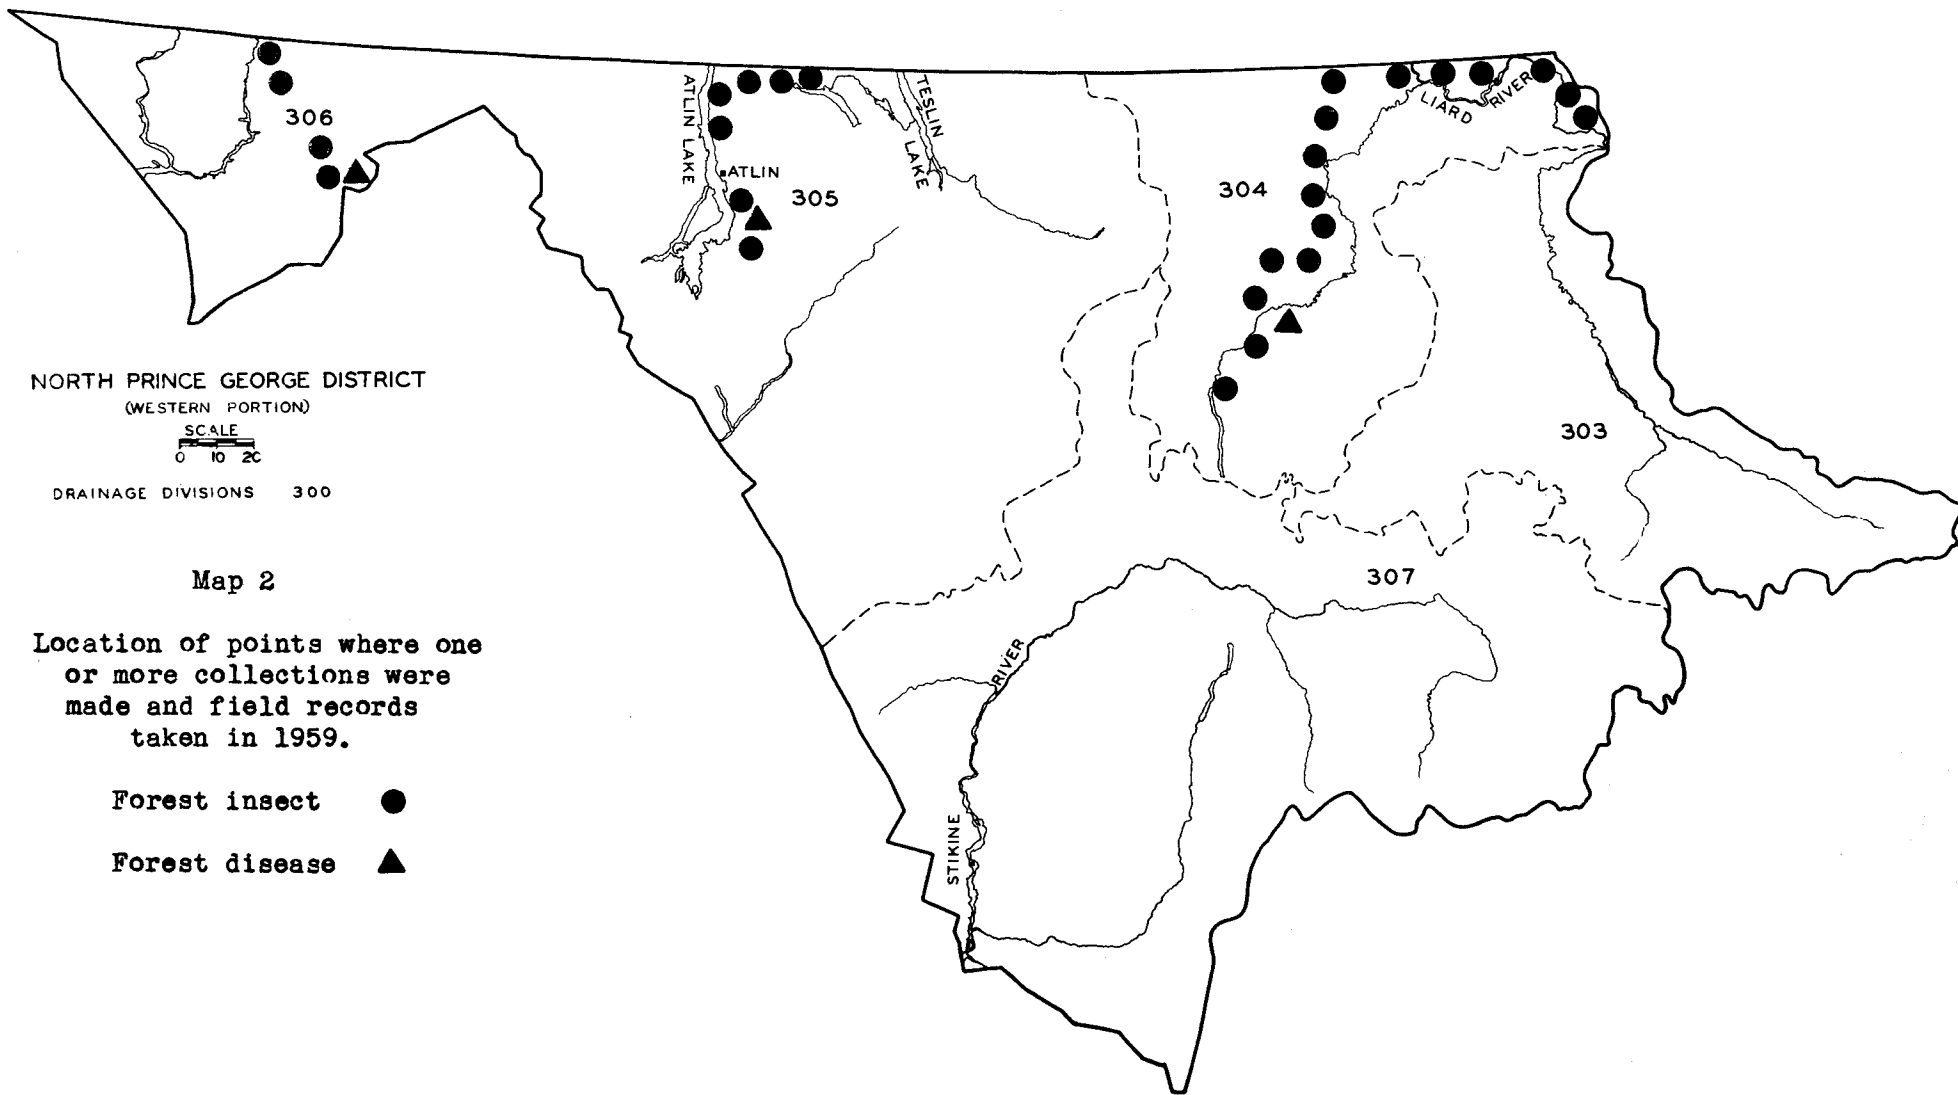 NORTH PRINCE GEORGE DISTRICT
(WESTERN PORTION)
SCALE
0 10 20
DRAINAGE DIVISIONS 300
Map 2
Location of points where one
or more collections were
made and field records
taken in 1959.
Forest insect
Forest disease
306
ATLIN LAKE
ATLIN
305
TESLIN
LAKE
304
LIARD
RIVER
303
307
RIVER
STIKINE